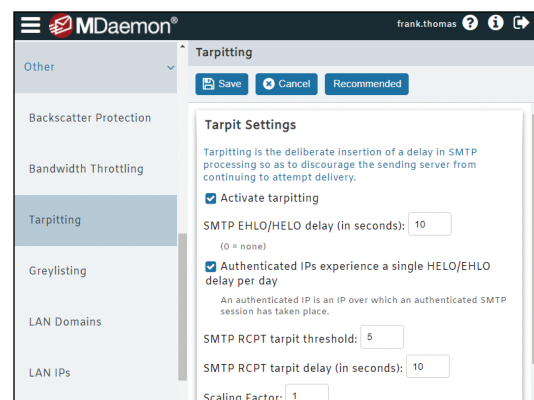 MDaemon®
frank.thomas
Other
Tarpitting
Save
Cancel
Recommended
Backscatter Protection
Bandwidth Throttling
Tarpitting
Greylisting
LAN Domains
LAN IPs
Tarpit Settings
Tarpitting is the deliberate insertion of a delay in SMTP
processing so as to discourage the sending server from
continuing to attempt delivery.
Activate tarpitting
SMTP EHLO/HELO delay (in seconds): 10
(0 = none)
Authenticated IPs experience a single HELO/EHLO
delay per day
An authenticated IP is an IP over which an authenticated SMTP
session has taken place.
SMTP RCPT tarpit threshold: 5
SMTP RCPT tarpit delay (in seconds): 10
Scaling Factor: 1